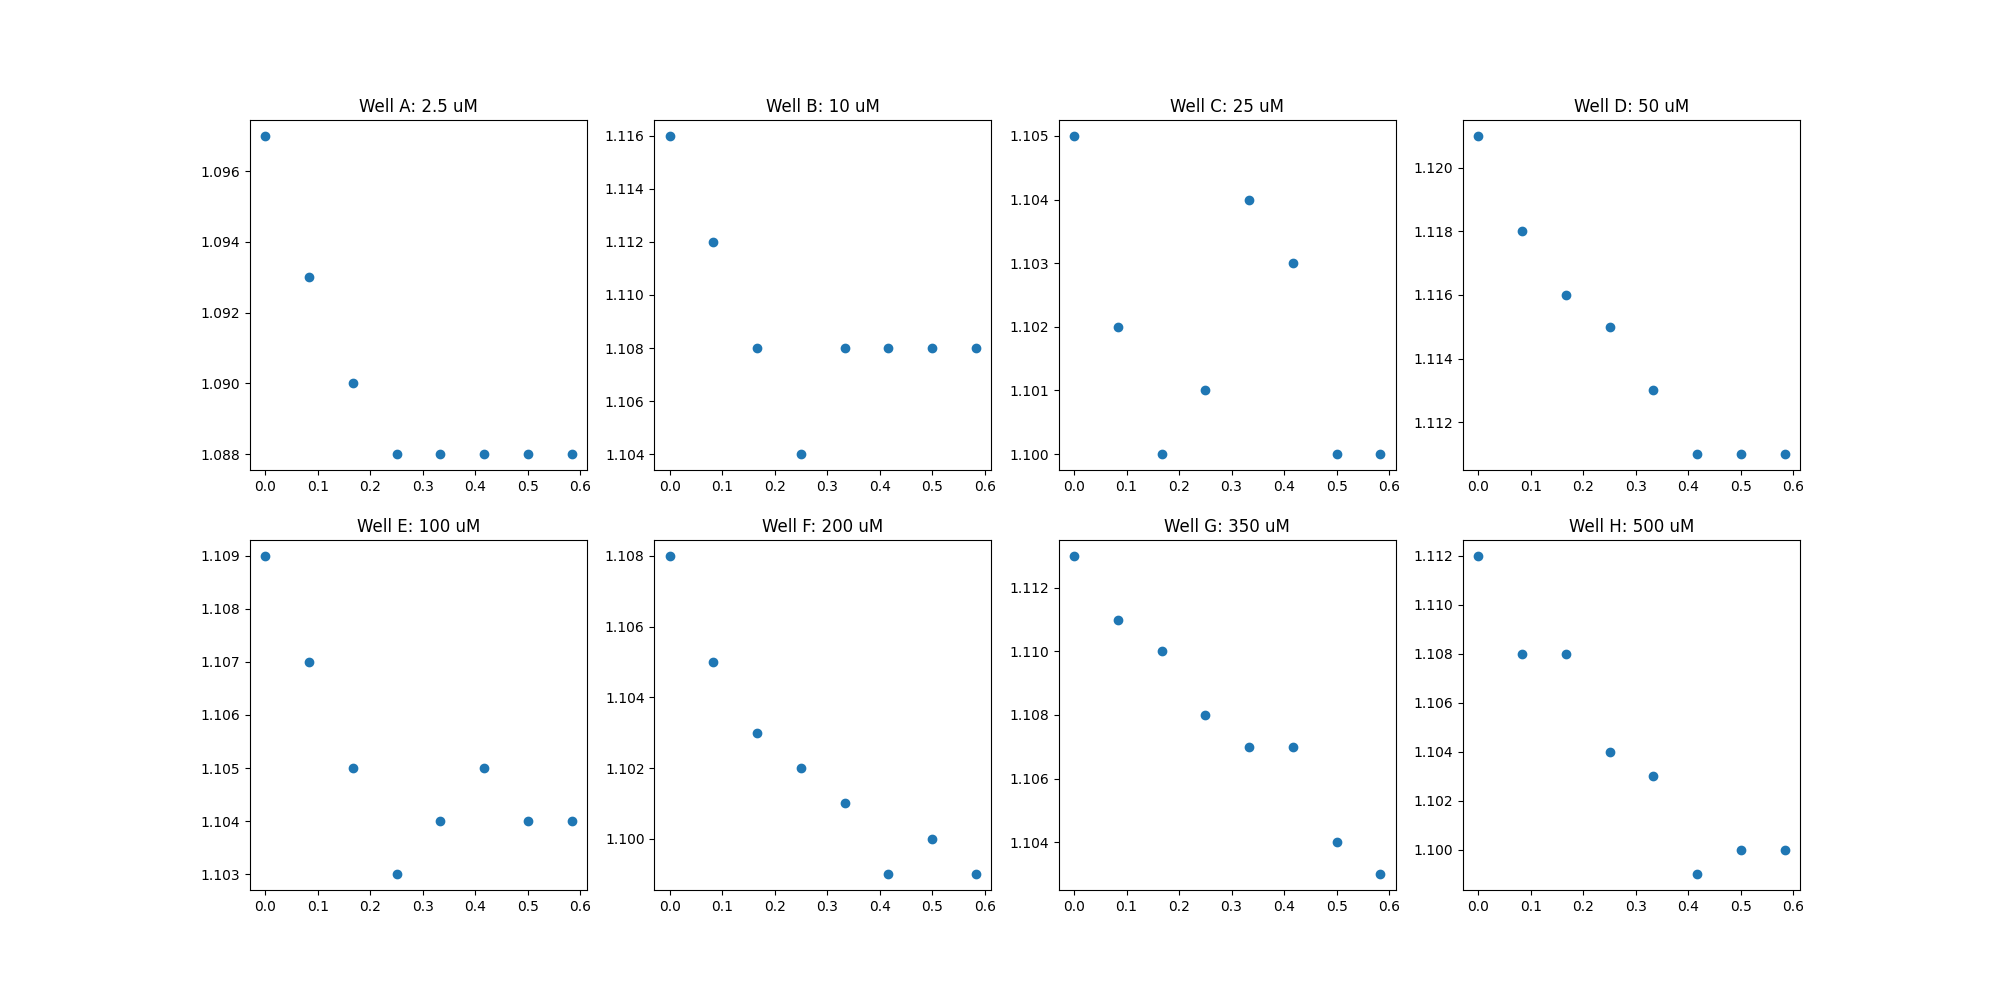 Well A: 2.5 uM
1.096
1.094
1.092
1.090
1.088
0.0 0.1 0.2 0.3 0.4 0.5 0.6
Well B: 10 uM
1.116
1.114
1.112
1.110
1.108
1.106
1.104
0.0 0.1 0.2 0.3 0.4 0.5 0.6
Well C: 25 uM
1.105
1.104
1.103
1.102
1.101
1.100
0.0 0.1 0.2 0.3 0.4 0.5 0.6
Well D: 50 uM
1.120
1.118
1.116
1.114
1.112
0.0 0.1 0.2 0.3 0.4 0.5 0.6
Well E: 100 uM
1.109
1.108
1.107
1.106
1.105
1.104
1.103
0.0 0.1 0.2 0.3 0.4 0.5 0.6
Well F: 200 uM
1.108
1.106
1.104
1.102
1.100
0.0 0.1 0.2 0.3 0.4 0.5 0.6
Well G: 350 uM
1.112
1.110
1.108
1.106
1.104
0.0 0.1 0.2 0.3 0.4 0.5 0.6
Well H: 500 uM
1.112
1.110
1.108
1.106
1.104
1.102
1.100
0.0 0.1 0.2 0.3 0.4 0.5 0.6